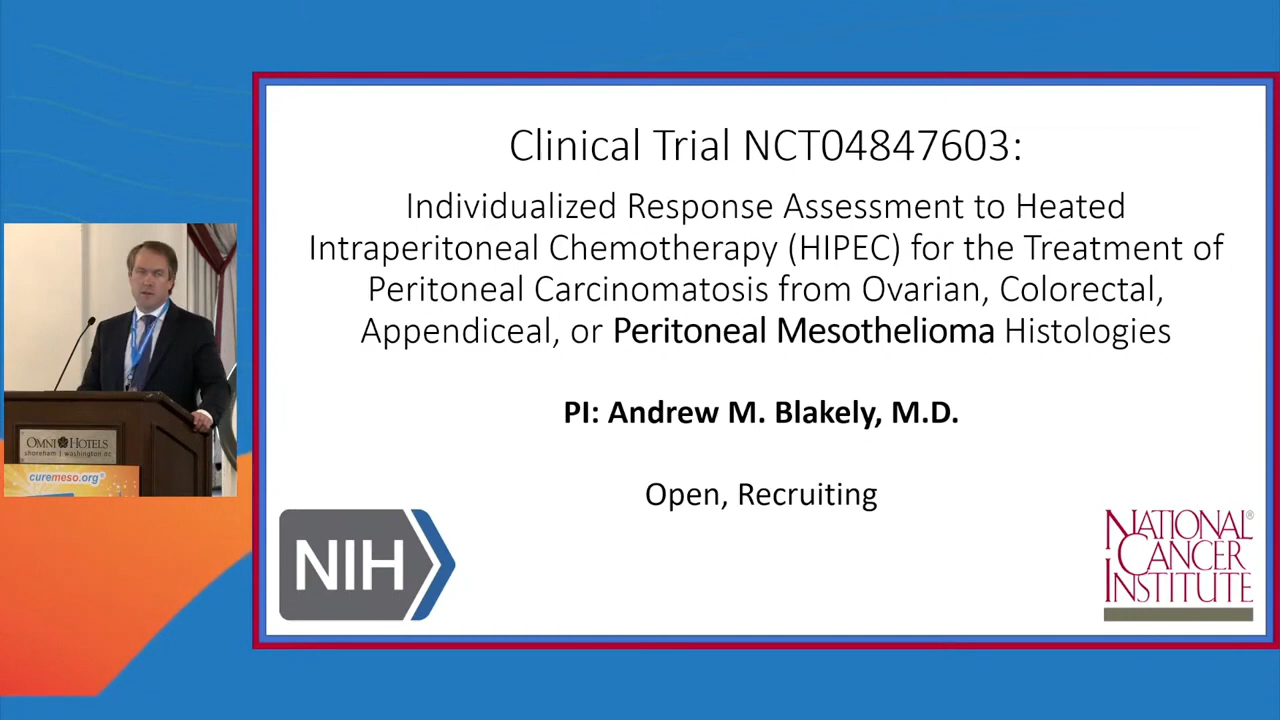 Clinical Trial NCT04847603:
Individualized Response Assessment to Heated
Intraperitoneal Chemotherapy (HIPEC) for the Treatment of
Peritoneal Carcinomatosis from Ovarian, Colorectal,
Appendiceal, or Peritoneal Mesothelioma Histologies
PI: Andrew M. Blakely, M.D.
Open, Recruiting
NIH
NATIONAL®
CANCER
INSTITUTE
OMNI HOTELS
shoreham | washington dc
curemeso.org®